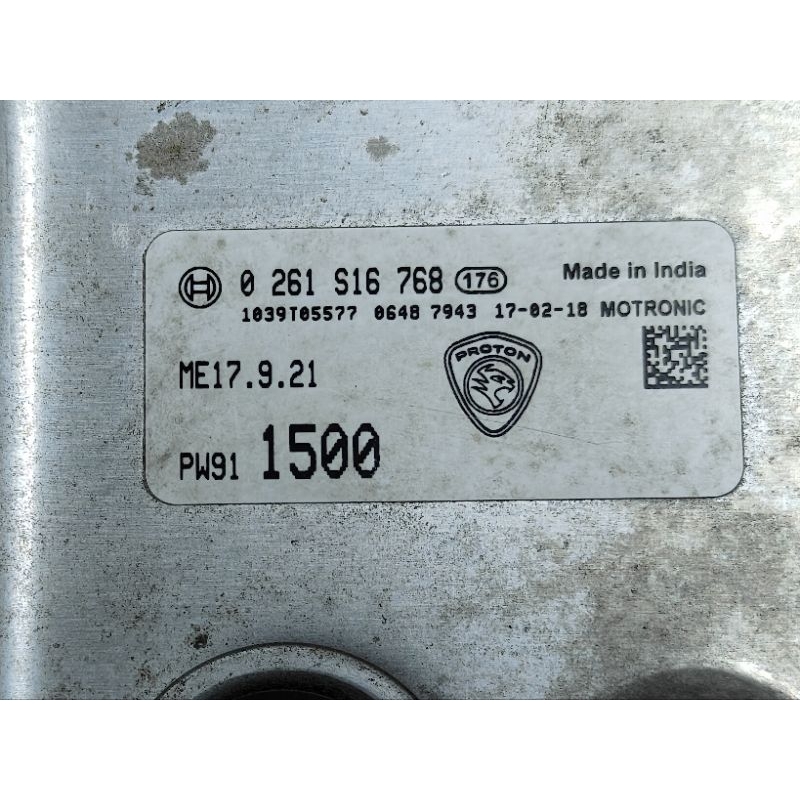 0 261 S16 768 176 Made in India
1039T05577 0648 7943 17-02-18 MOTRONIC
PROTON
ME17.9.21
PW91 1500